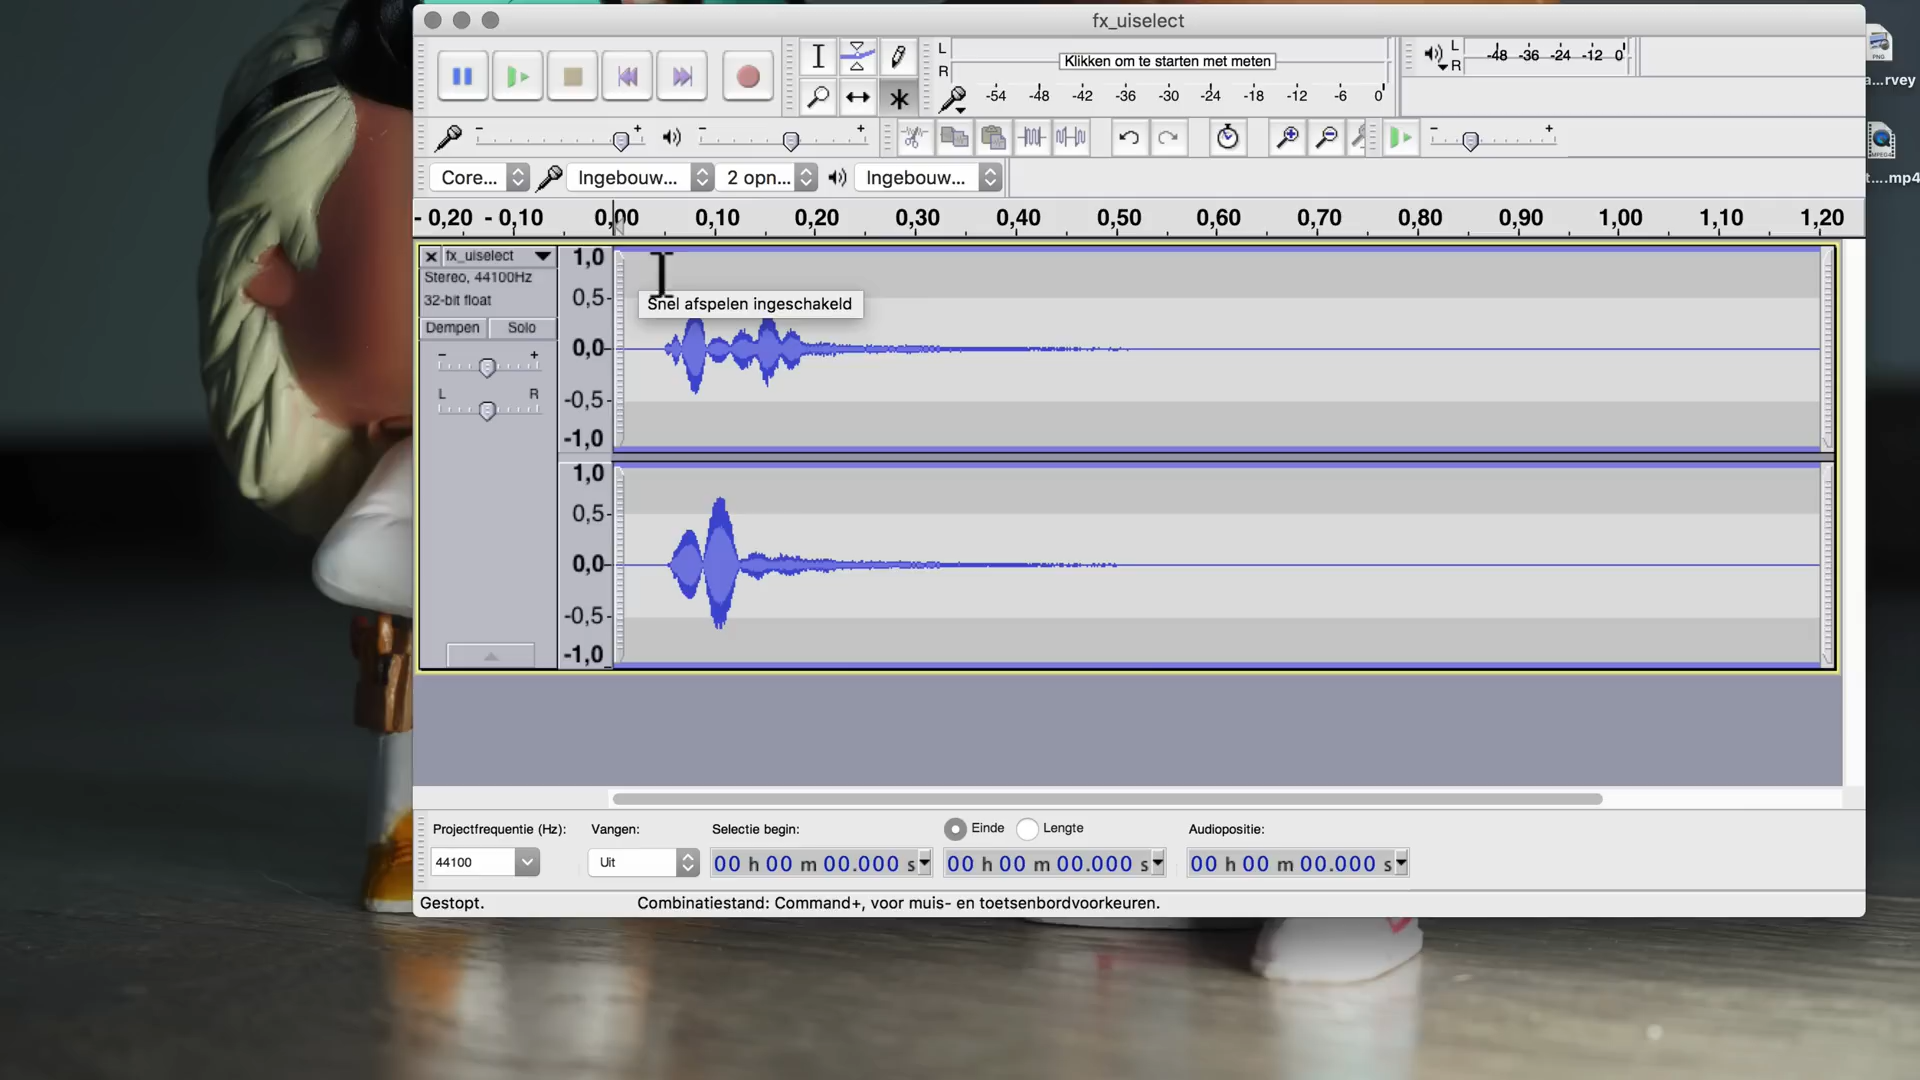 fx_uiselect
L
R
Klikken om te starten met meten
-54 -48 -42 -36 -30 -24 -18 -12 -6 0
L
R
-48 -36 -24 -12 0
PNG
a...rvey
- +
- +
- +
Core...
Ingebouw...
2 opn...
Ingebouw...
MPEG4
t....mp4
- 0,20 - 0,10 0,00 0,10 0,20 0,30 0,40 0,50 0,60 0,70 0,80 0,90 1,00 1,10 1,20
fx_uiselect
Stereo, 44100Hz
32-bit float
Dempen Solo
- +
L R
1,0
0,5-
0,0-
-0,5-
-1,0
Snel afspelen ingeschakeld
1,0
0,5-
0,0-
-0,5-
-1,0
Projectfrequentie (Hz):
44100
Vangen:
Uit
Selectie begin:
00 h 00 m 00.000 s
Einde Lengte
00 h 00 m 00.000 s
Audiopositie:
00 h 00 m 00.000 s
Gestopt.
Combinatiestand: Command+, voor muis- en toetsenbordvoorkeuren.